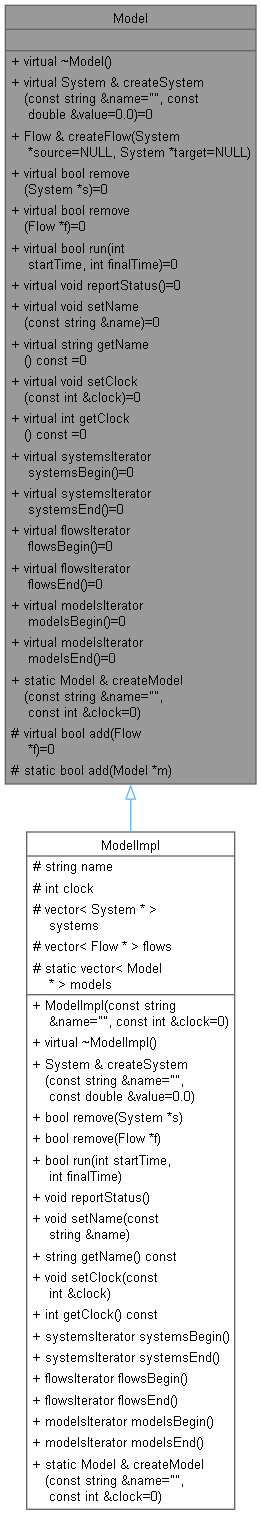 Model
+ virtual ~Model()
+ virtual System & createSystem
(const string &name="", const
double &value=0.0)=0
+ Flow & createFlow(System
*source=NULL, System *target=NULL)
+ virtual bool remove
(System *s)=0
+ virtual bool remove
(Flow *f)=0
+ virtual bool run(int
startTime, int finalTime)=0
+ virtual void reportStatus()=0
+ virtual void setName
(const string &name)=0
+ virtual string getName
() const =0
+ virtual void setClock
(const int &clock)=0
+ virtual int getClock
() const =0
+ virtual systemsIterator
systemsBegin()=0
+ virtual systemsIterator
systemsEnd()=0
+ virtual flowsIterator
flowsBegin()=0
+ virtual flowsIterator
flowsEnd()=0
+ virtual modelsIterator
modelsBegin()=0
+ virtual modelsIterator
modelsEnd()=0
+ static Model & createModel
(const string &name="",
const int &clock=0)
# virtual bool add(Flow
*f)=0
# static bool add(Model *m)
ModelImpl
# string name
# int clock
# vector< System * >
systems
# vector< Flow * > flows
# static vector< Model
* > models
+ ModelImpl(const string
&name="", const int &clock=0)
+ virtual ~ModelImpl()
+ System & createSystem
(const string &name="",
const double &value=0.0)
+ bool remove(System *s)
+ bool remove(Flow *f)
+ bool run(int startTime,
int finalTime)
+ void reportStatus()
+ void setName(const
string &name)
+ string getName() const
+ void setClock(const
int &clock)
+ int getClock() const
+ systemsIterator systemsBegin()
+ systemsIterator systemsEnd()
+ flowsIterator flowsBegin()
+ flowsIterator flowsEnd()
+ modelsIterator modelsBegin()
+ modelsIterator modelsEnd()
+ static Model & createModel
(const string &name="",
const int &clock=0)